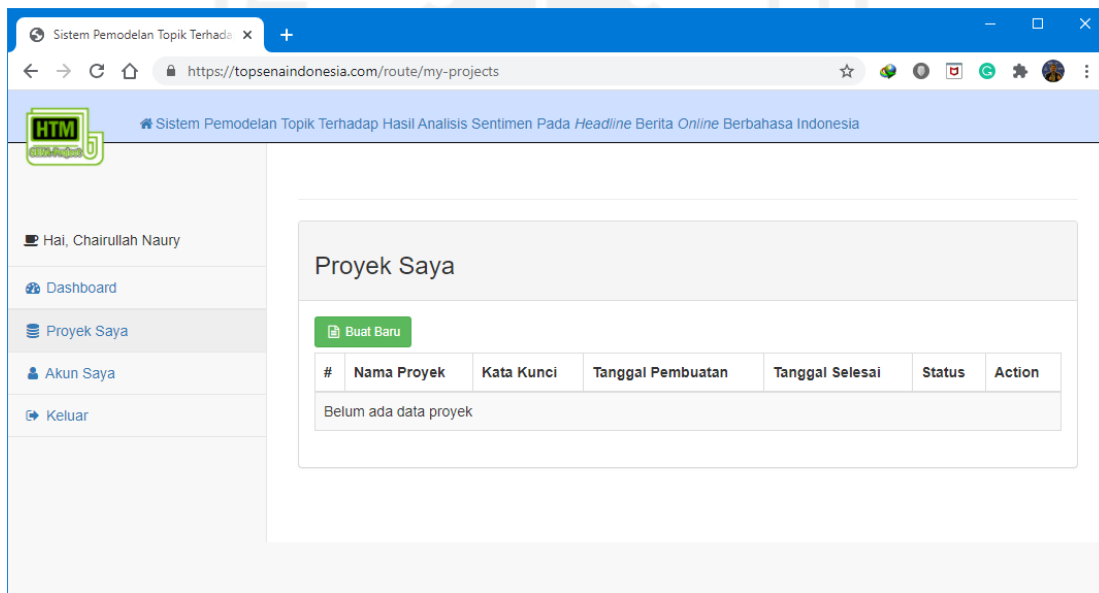 Sistem Pemodelan Topik Terhada
https://topsenaindonesia.com/route/my-projects
HTM
Sistem Pemodelan Topik Terhadap Hasil Analisis Sentimen Pada Headline Berita Online Berbahasa Indonesia
Hai, Chairullah Naury
Dashboard
Proyek Saya
Akun Saya
Keluar
Proyek Saya
Buat Baru
# Nama Proyek Kata Kunci Tanggal Pembuatan Tanggal Selesai Status Action
Belum ada data proyek